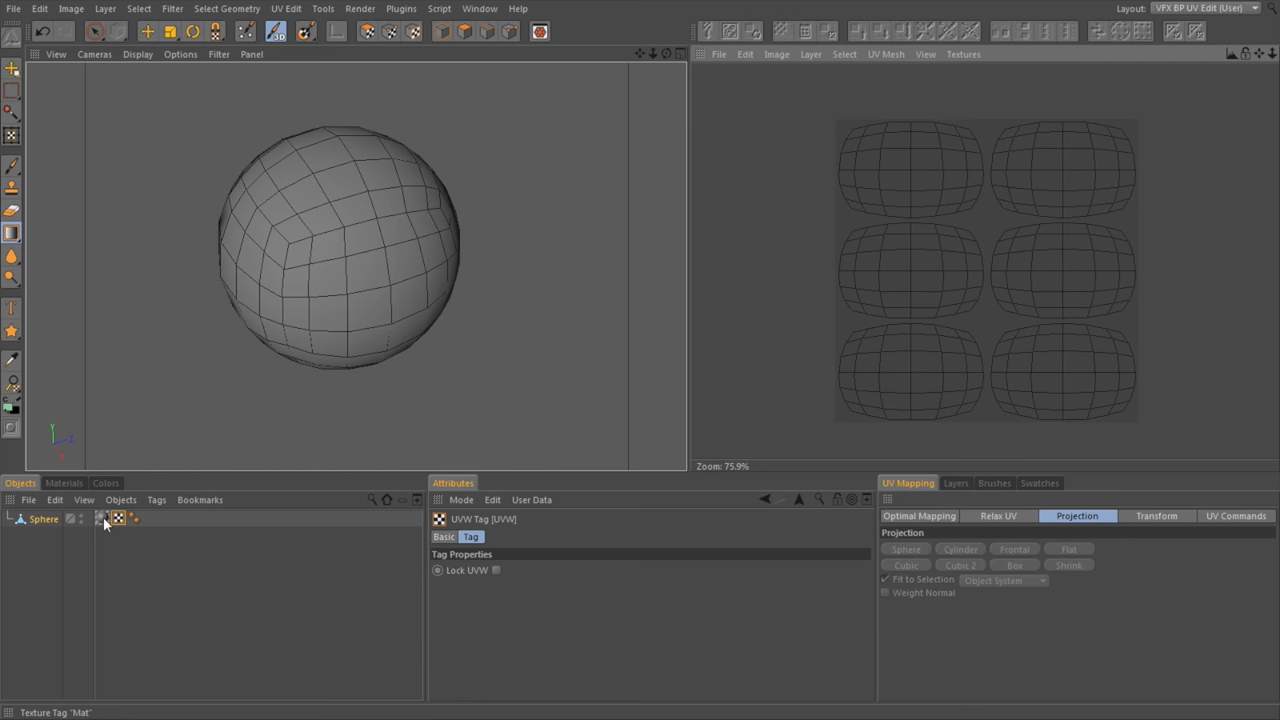 File Edit Image Layer Select Filter Select Geometry UV Edit Tools Render Plugins Script Window Help Layout: VFX BP UV Edit (User)
View Cameras Display Options Filter Panel
File Edit Image Layer Select UV Mesh View Textures
3D
Y
Z
X
Zoom: 75.9%
Objects Materials Colors
Attributes
UV Mapping Layers Brushes Swatches
File Edit View Objects Tags Bookmarks
Mode Edit User Data
Sphere
UVW Tag [UVW]
Optimal Mapping Relax UV Projection Transform UV Commands
Basic Tag
Projection
Tag Properties
Sphere Cylinder Frontal Flat
Lock UVW
Cubic Cubic 2 Box Shrink
Fit to Selection Object System
Weight Normal
Texture Tag "Mat"